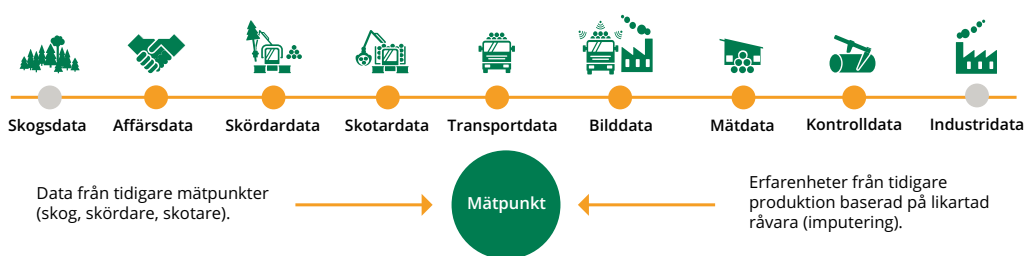 Skogsdata
Affärsdata
Skördardata
Skotardata
Transportdata
Bilddata
Mätdata
Kontrolldata
Industridata
Data från tidigare mätpunkter
(skog, skördare, skotare).
Mätpunkt
Erfarenheter från tidigare
produktion baserad på likartad
råvara (imputering).